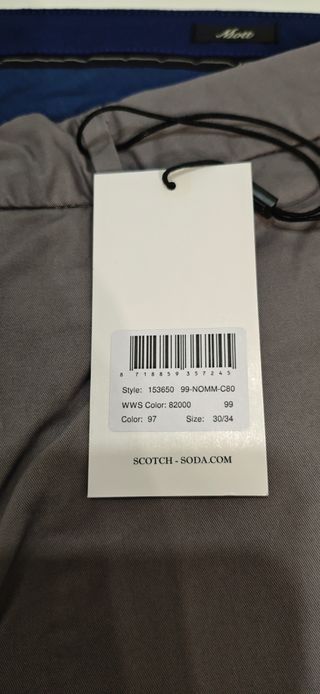 Mott
8 718859 357245
Style: 153650 99-NOMM-C80
WWS Color: 82000 99
Color: 97 Size: 30/34
SCOTCH - SODA.COM